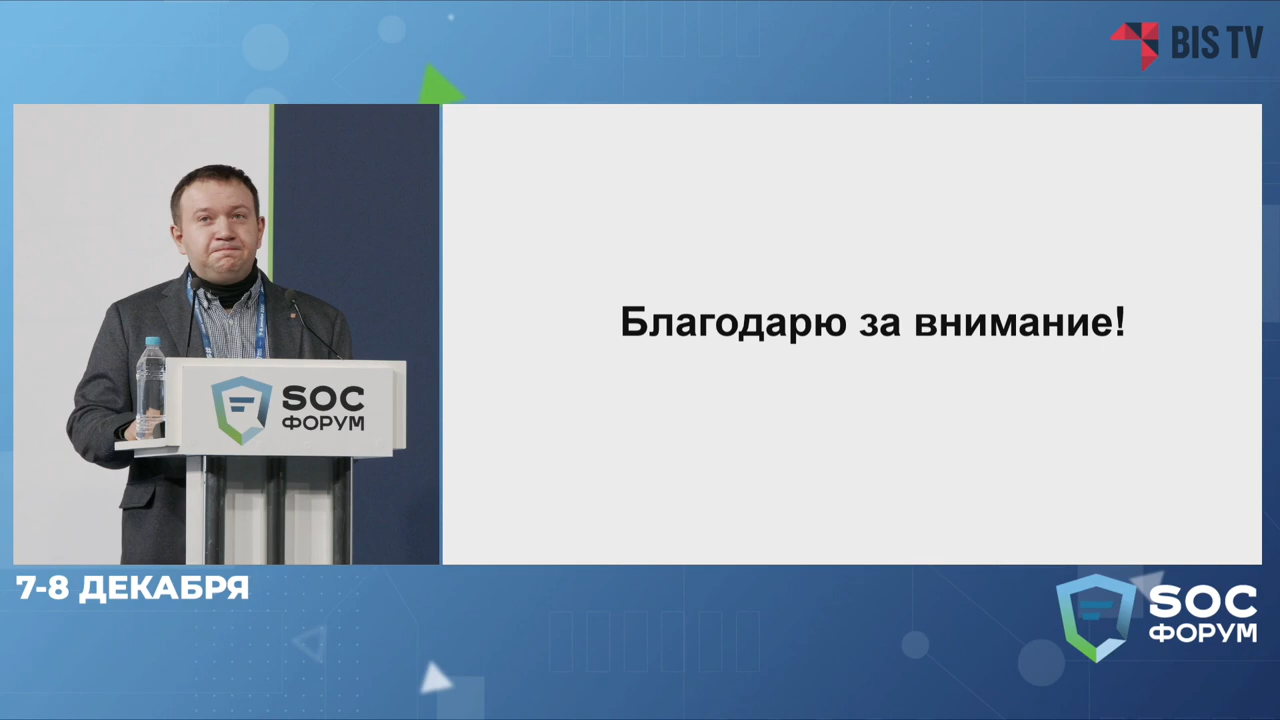 BIS TV
Благодарю за внимание!
SOC
ФОРУМ
7-8 ДЕКАБРЯ
SOC
ФОРУМ